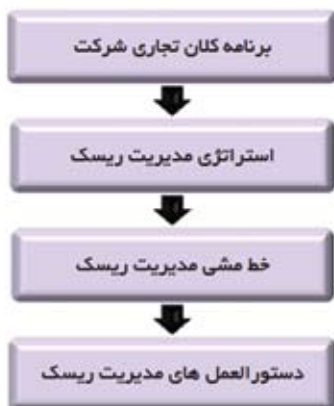 برنامه کلان تجاری شرکت
استراتژی مدیریت ریسک
خط مشی مدیریت ریسک
دستورالعمل های مدیریت ریسک